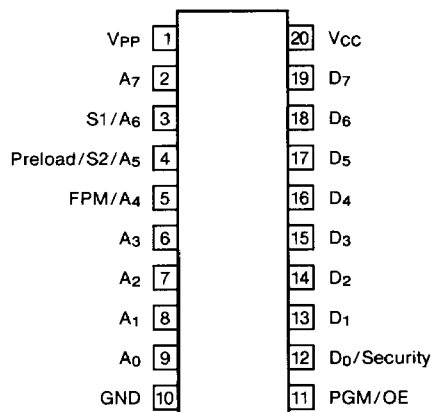 VPP 1 20 VCC
A7 2 19 D7
S1/A6 3 18 D6
Preload/S2/A5 4 17 D5
FPM/A4 5 16 D4
A3 6 15 D3
A2 7 14 D2
A1 8 13 D1
A0 9 12 D0/Security
GND 10 11 PGM/OE